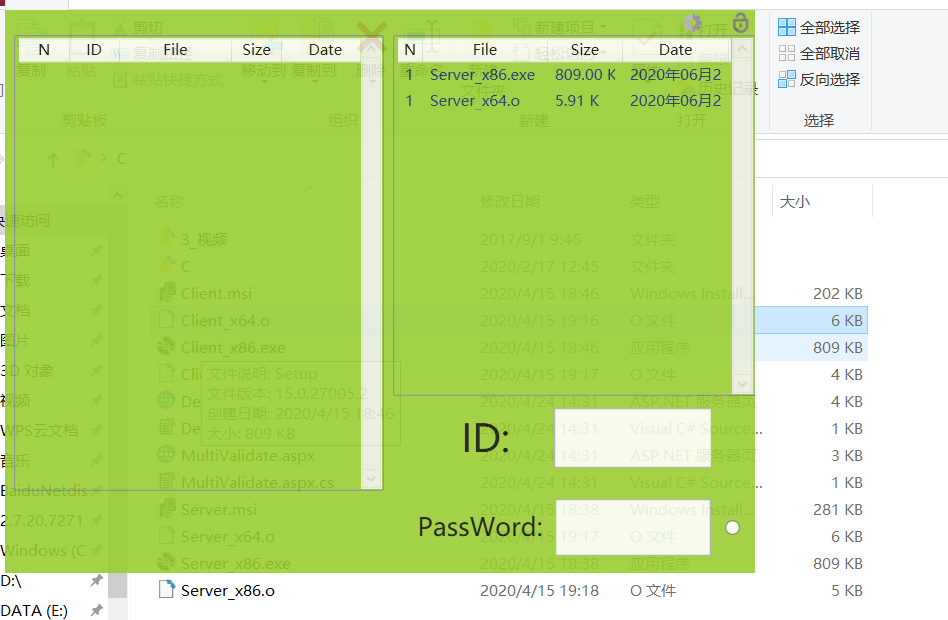 剪切
新建项目
打开
全部选择
N ID File Size Date
N File Size Date
复制路径
轻松访问
编辑
全部取消
复制 粘贴
粘贴快捷方式
移动到 复制到 删除 重命名 新建
文件夹
历史记录
反向选择
1 Server_x86.exe 809.00 K 2020年06月2
1 Server_x64.o 5.91 K 2020年06月2
剪贴板 组织 新建 打开 选择
C
名称 修改日期 类型 大小
快速访问
桌面
下载
文档
图片
3D 对象
视频
WPS云文档
音乐
BaiduNetdis
2.7.20.7271
Windows (C
D:\
DATA (E:)
3_视频 2017/9/1 9:46 文件夹
C 2020/2/17 12:45 文件夹
Client.msi 2020/4/15 18:46 Windows Install... 202 KB
Client_x64.o 2020/4/15 19:16 O 文件 6 KB
Client_x86.exe 2020/4/15 18:46 应用程序 809 KB
Cli 2020/4/15 19:17 O 文件 4 KB
De 2020/4/24 14:31 ASP.NET 服务器页 4 KB
De 2020/4/24 14:31 Visual C# Source... 1 KB
MultiValidate.aspx 2020/4/24 14:31 ASP.NET 服务器页 3 KB
MultiValidate.aspx.cs 2020/4/24 14:31 Visual C# Source... 1 KB
Server.msi 2020/4/15 18:38 Windows Install... 281 KB
Server_x64.o 2020/4/15 19:17 O 文件 6 KB
Server_x86.exe 2020/4/15 18:38 应用程序 809 KB
Server_x86.o 2020/4/15 19:18 O 文件 5 KB
文件说明: Setup
文件版本: 15.0.27005.2
创建日期: 2020/4/15 18:46
大小: 809 KB
ID:
PassWord: